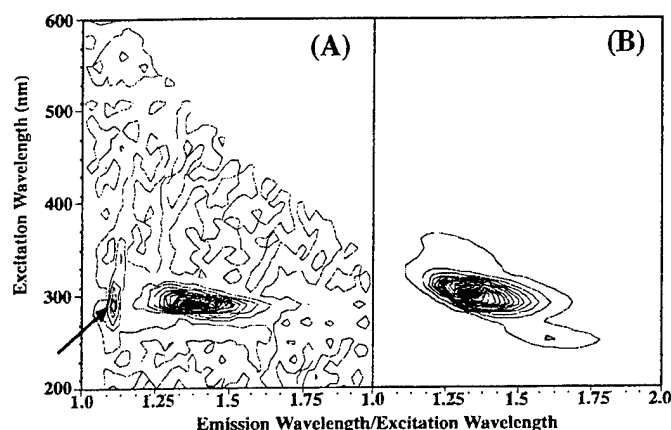 600
(A)
(B)
500
400
300
200
Excitation Wavelength (nm)
1.0 1.25 1.5 1.75 1.0 1.25 1.5 1.75 2.0
Emission Wavelength/Excitation Wavelength